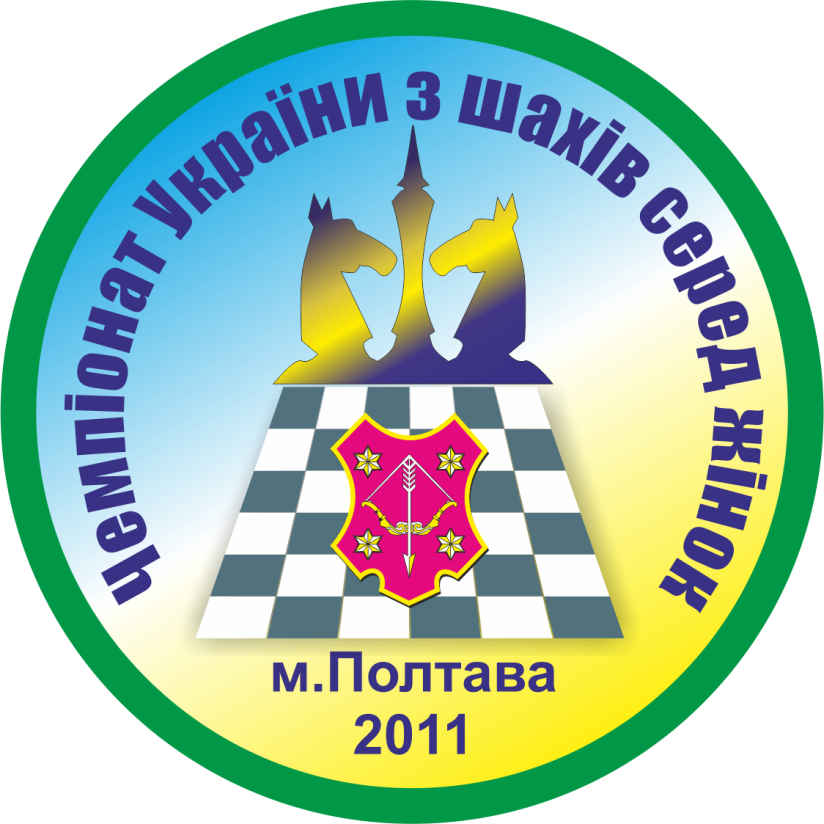 Чемпіонат України з шахів серед жінок
м.Полтава
2011